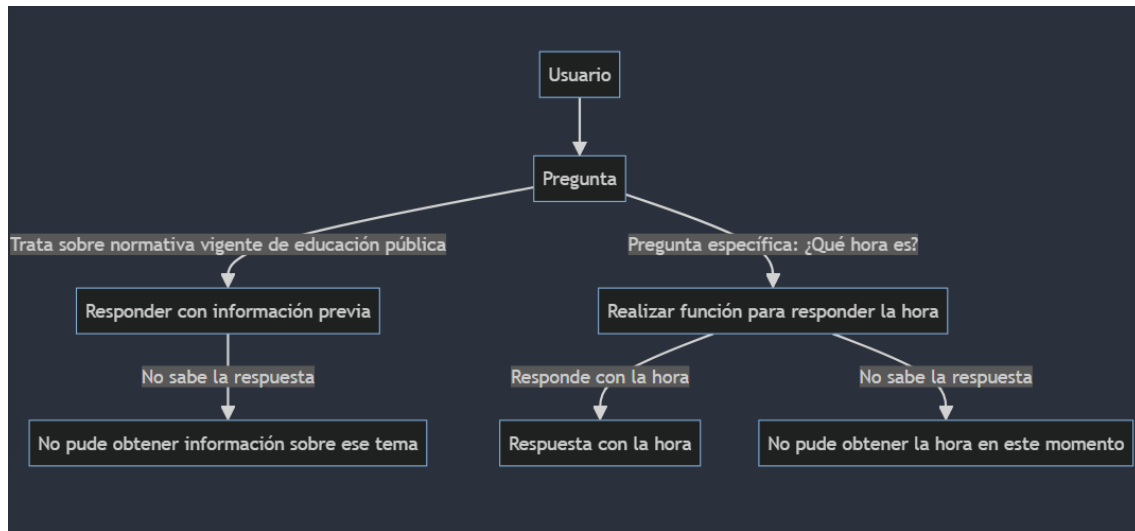 Usuario
Pregunta
Trata sobre normativa vigente de educación pública
Pregunta específica: ¿Qué hora es?
Responder con información previa
Realizar función para responder la hora
No sabe la respuesta
Responde con la hora
No sabe la respuesta
No pude obtener información sobre ese tema
Respuesta con la hora
No pude obtener la hora en este momento